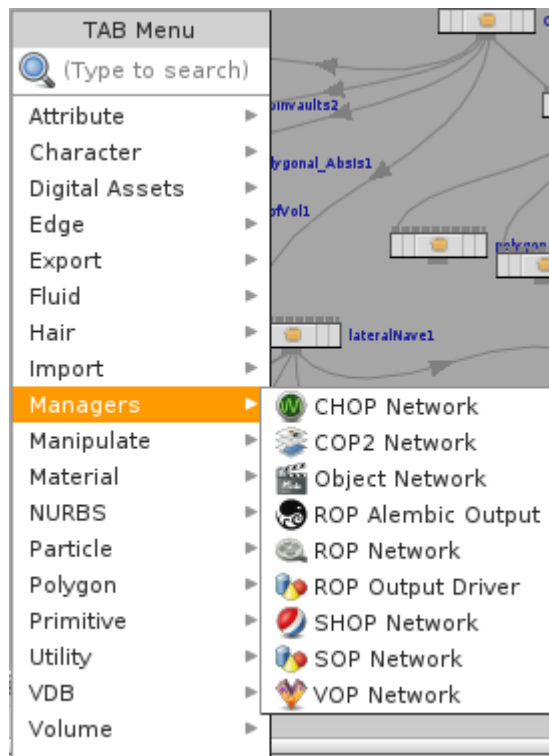 TAB Menu
(Type to search)
Attribute
Character
Digital Assets
Edge
Export
Fluid
Hair
Import
Managers
Manipulate
Material
NURBS
Particle
Polygon
Primitive
Utility
VDB
Volume
CHOP Network
COP2 Network
Object Network
ROP Alembic Output
ROP Network
ROP Output Driver
SHOP Network
SOP Network
VOP Network
lateralNave1